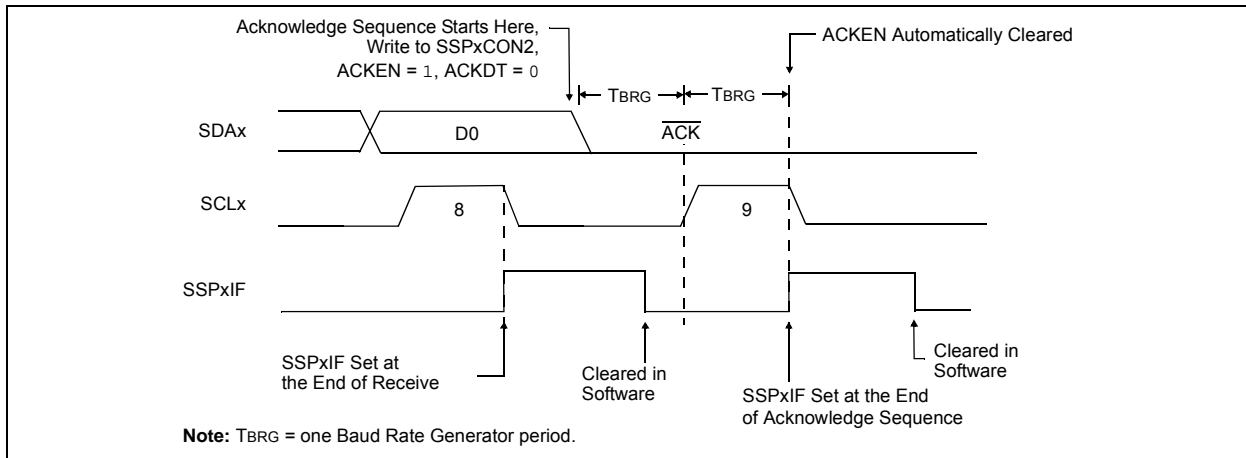 Acknowledge Sequence Starts Here,
Write to SSPxCON2,
ACKEN = 1, ACKDT = 0
ACKEN Automatically Cleared
TBRG
TBRG
SDAx
D0
ACK
SCLx
8
9
SSPxIF
SSPxIF Set at
the End of Receive
Cleared in
Software
SSPxIF Set at the End
of Acknowledge Sequence
Cleared in
Software
Note: TBRG = one Baud Rate Generator period.